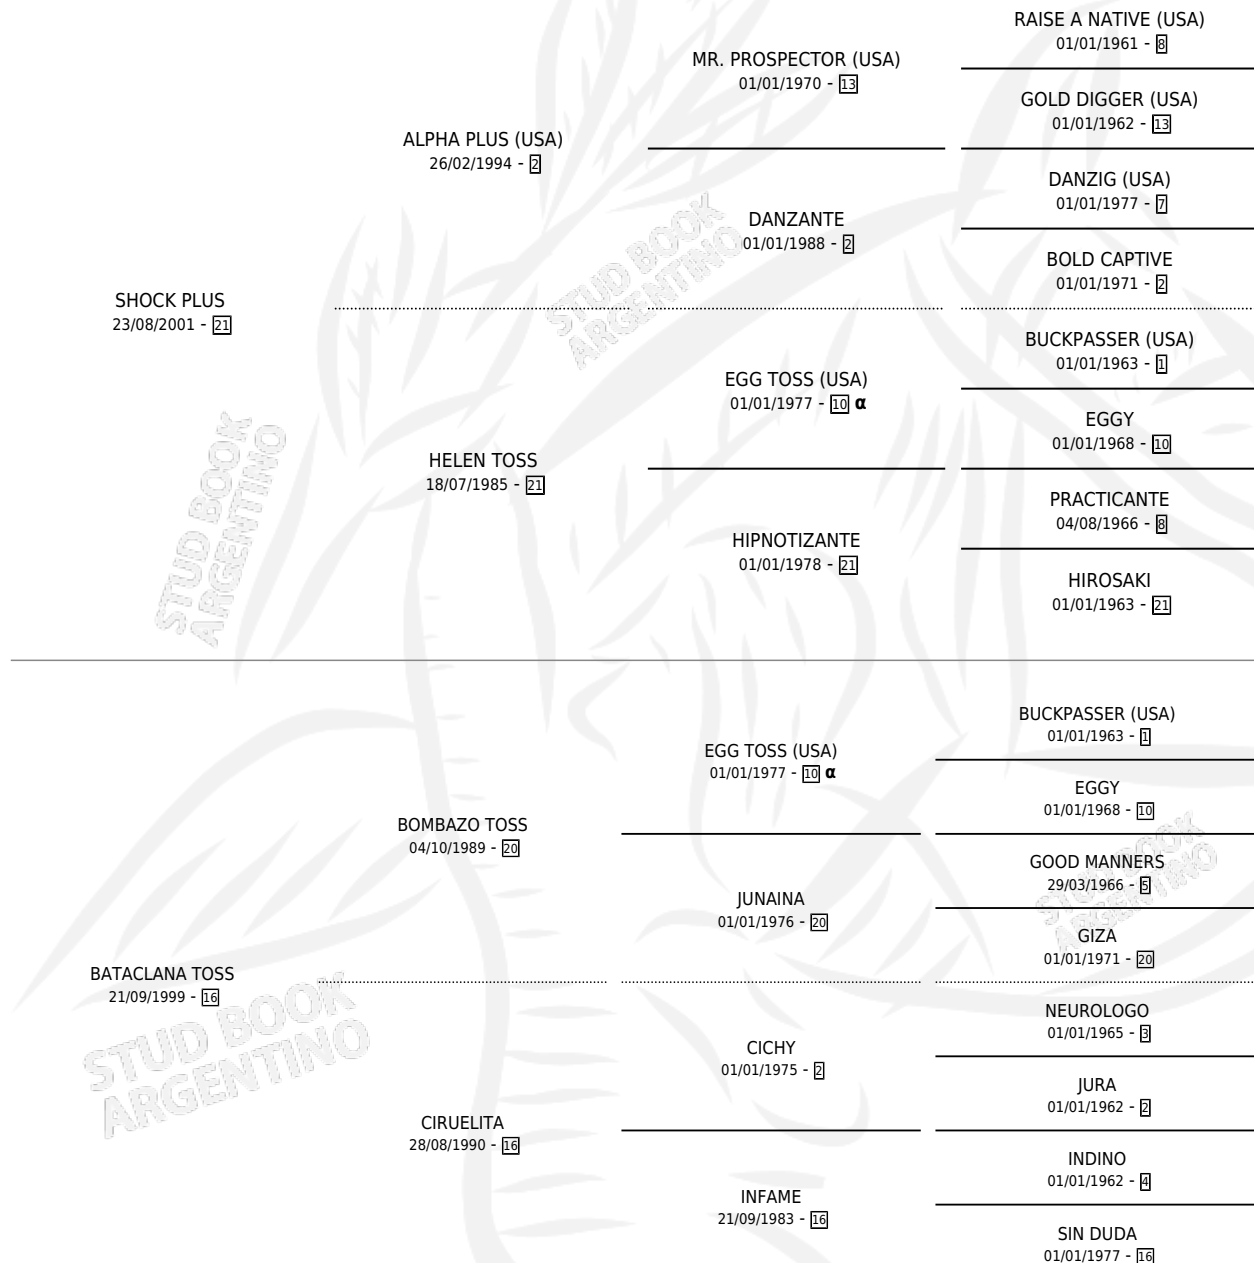 RAISE A NATIVE (USA)
01/01/1961 - 8
MR. PROSPECTOR (USA)
01/01/1970 - 13
GOLD DIGGER (USA)
01/01/1962 - 13
ALPHA PLUS (USA)
26/02/1994 - 2
DANZIG (USA)
01/01/1977 - 7
DANZANTE
01/01/1988 - 2
BOLD CAPTIVE
01/01/1971 - 2
SHOCK PLUS
23/08/2001 - 21
BUCKPASSER (USA)
01/01/1963 - 1
EGG TOSS (USA)
01/01/1977 - 10 α
EGGY
01/01/1968 - 10
HELEN TOSS
18/07/1985 - 21
PRACTICANTE
04/08/1966 - 8
HIPNOTIZANTE
01/01/1978 - 21
HIROSAKI
01/01/1963 - 21
BUCKPASSER (USA)
01/01/1963 - 1
EGG TOSS (USA)
01/01/1977 - 10 α
EGGY
01/01/1968 - 10
BOMBAZO TOSS
04/10/1989 - 20
GOOD MANNERS
29/03/1966 - 5
JUNAINA
01/01/1976 - 20
GIZA
01/01/1971 - 20
BATACLANA TOSS
21/09/1999 - 16
NEUROLOGO
01/01/1965 - 3
CICHY
01/01/1975 - 2
JURA
01/01/1962 - 2
CIRUELITA
28/08/1990 - 16
INDINO
01/01/1962 - 4
INFAME
21/09/1983 - 16
SIN DUDA
01/01/1977 - 16
STUD BOOK
ARGENTINO
STUD BOOK
ARGENTINO
STUD BOOK
ARGENTINO
STUD BOOK
ARGENTINO